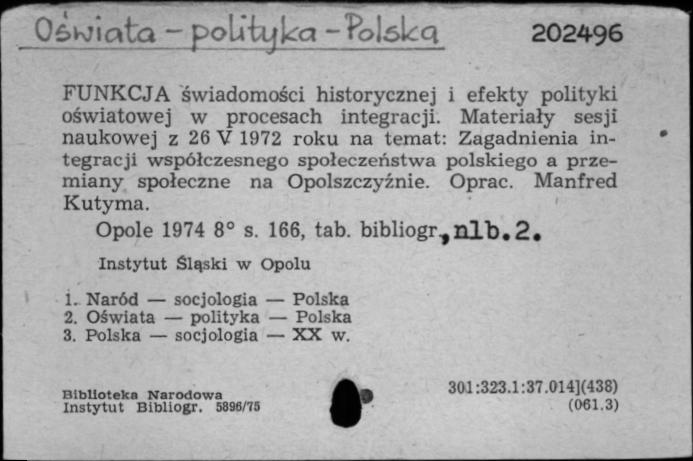 Oświata - polityka - Polska 202496
FUNKCJA świadomości historycznej i efekty polityki
oświatowej w procesach integracji. Materiały sesji
naukowej z 26 V 1972 roku na temat: Zagadnienia in-
tegracji współczesnego społeczeństwa polskiego a prze-
miany społeczne na Opolszczyźnie. Oprac. Manfred
Kutyma.
Opole 1974 8° s. 166, tab. bibliogr., nlb.2.
Instytut Śląski w Opolu
1. Naród — socjologia — Polska
2. Oświata — polityka — Polska
3. Polska — socjologia — XX w.
Biblioteka Narodowa 301:323.1:37.014](438)
Instytut Bibliogr. 5896/75 (061.3)